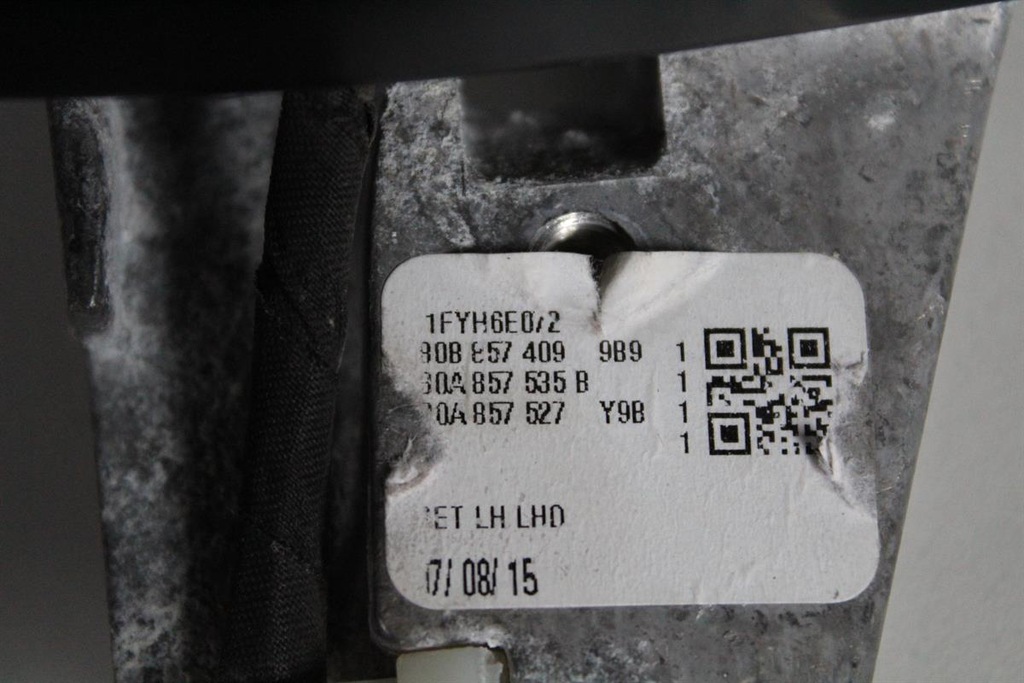 1FYH6E0/2
80B 857 409 9B9 1
80A 857 535 B 1
80A 857 527 Y9B 1
1
SET LH LHD
07/08/15